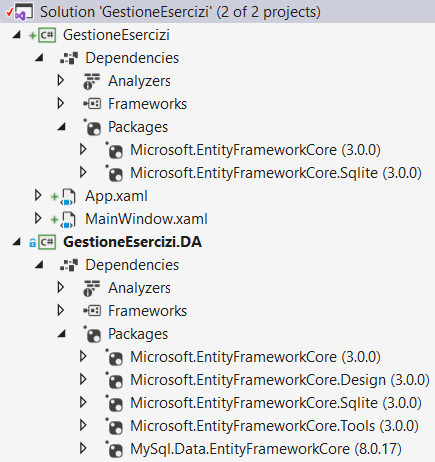 Solution 'GestioneEsercizi' (2 of 2 projects)
C# GestioneEsercizi
Dependencies
Analyzers
Frameworks
Packages
Microsoft.EntityFrameworkCore (3.0.0)
Microsoft.EntityFrameworkCore.Sqlite (3.0.0)
App.xaml
MainWindow.xaml
C# GestioneEsercizi.DA
Dependencies
Analyzers
Frameworks
Packages
Microsoft.EntityFrameworkCore (3.0.0)
Microsoft.EntityFrameworkCore.Design (3.0.0)
Microsoft.EntityFrameworkCore.Sqlite (3.0.0)
Microsoft.EntityFrameworkCore.Tools (3.0.0)
MySql.Data.EntityFrameworkCore (8.0.17)